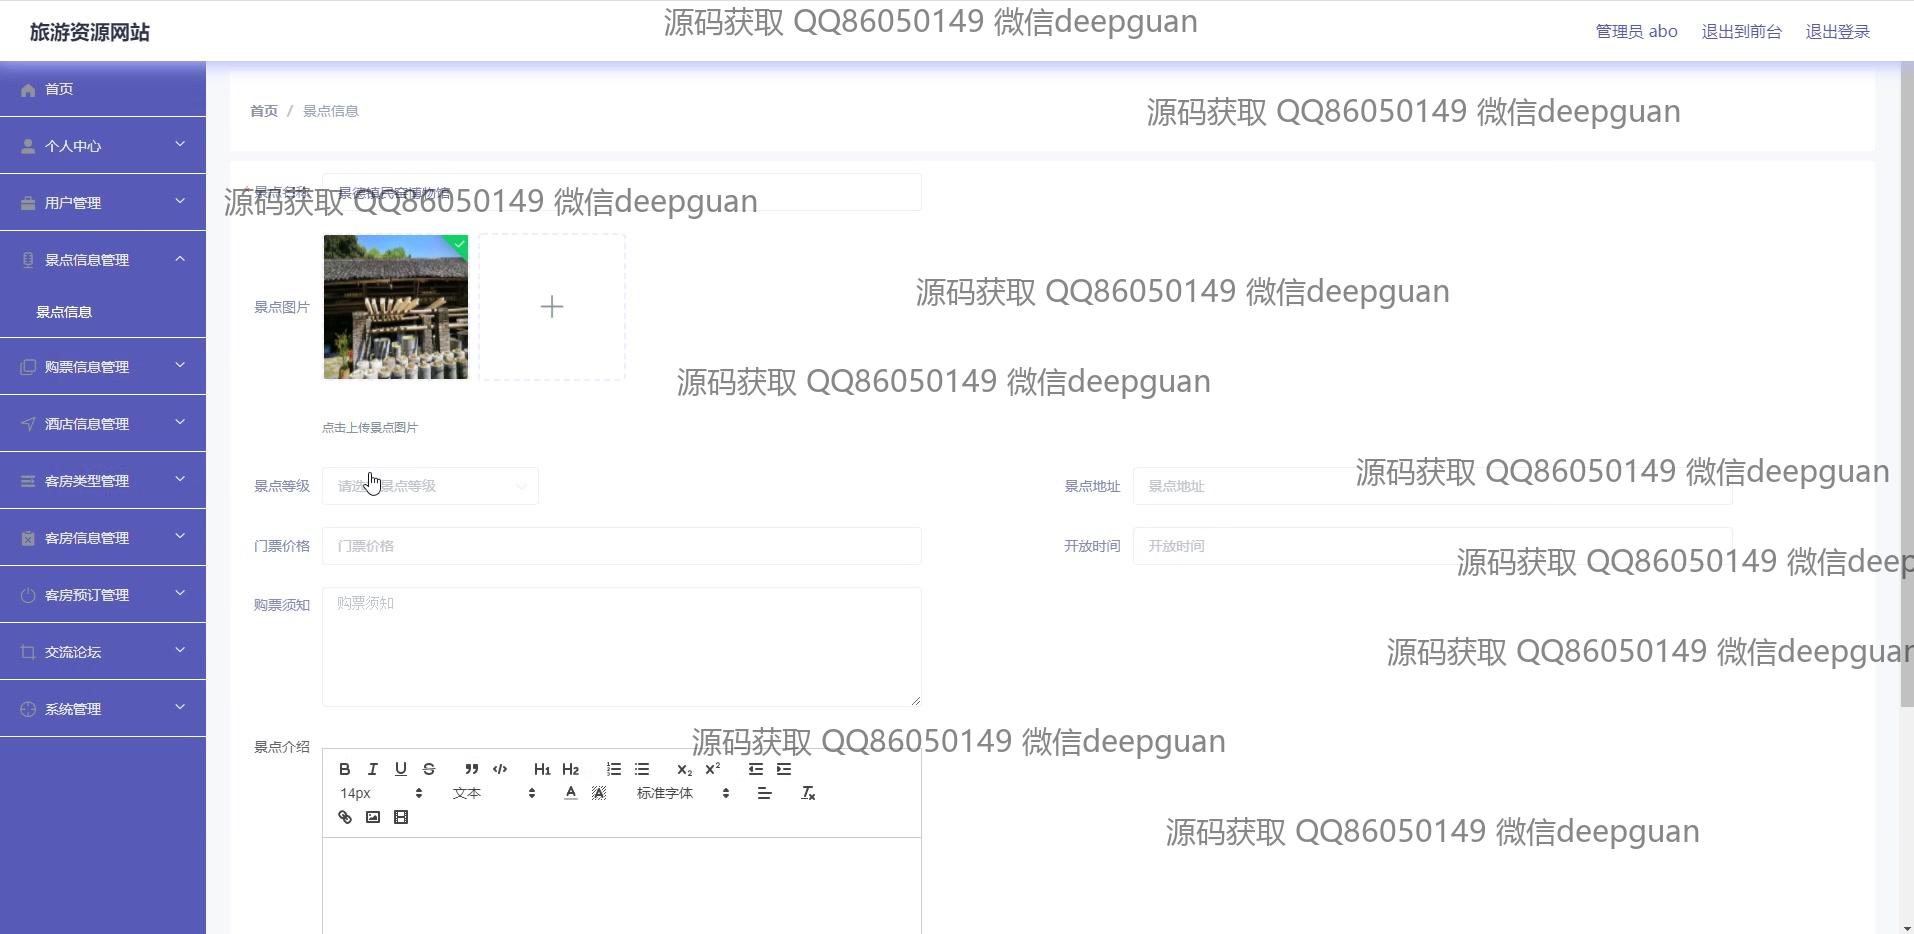 旅游资源网站
源码获取 QQ86050149 微信deepguan
管理员 abo 退出到前台 退出登录
首页
个人中心
用户管理
景点信息管理
景点信息
购票信息管理
酒店信息管理
客房类型管理
客房信息管理
客房预订管理
交流论坛
系统管理
首页 / 景点信息
源码获取 QQ86050149 微信deepguan
* 景点名称 景德镇民窑博物馆
源码获取 QQ86050149 微信deepguan
景点图片
源码获取 QQ86050149 微信deepguan
源码获取 QQ86050149 微信deepguan
点击上传景点图片
景点等级 请选 景点等级 景点地址 景点地址
源码获取 QQ86050149 微信deepguan
门票价格 门票价格 开放时间 开放时间
源码获取 QQ86050149 微信deep
购票须知 购票须知
源码获取 QQ86050149 微信deepguan
景点介绍
源码获取 QQ86050149 微信deepguan
B I U S H1 H2 X2 X2
14px 文本 A A 标准字体 Tx
源码获取 QQ86050149 微信deepguan